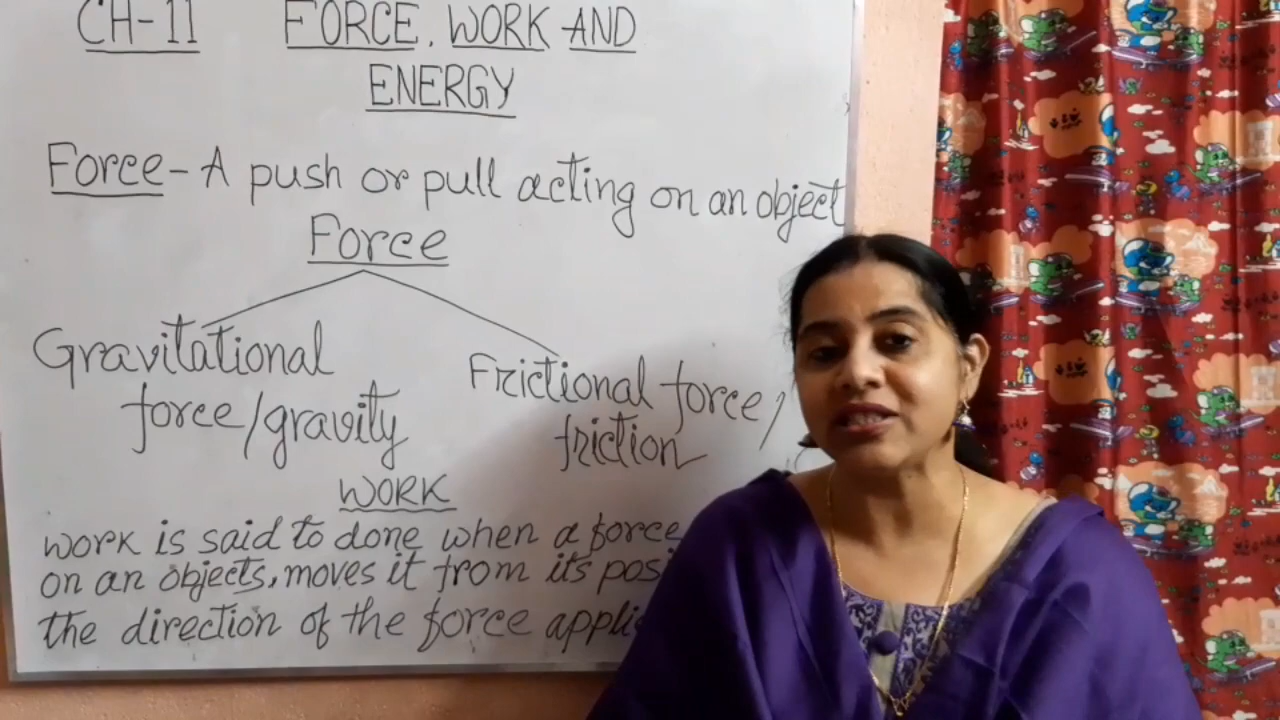 CH-11 FORCE, WORK AND
ENERGY
Force - A push or pull acting on an object
Force
Gravitational
force/gravity
Frictional force/
friction
WORK
Work is said to done when a force
on an objects, moves it from its
the direction of the force